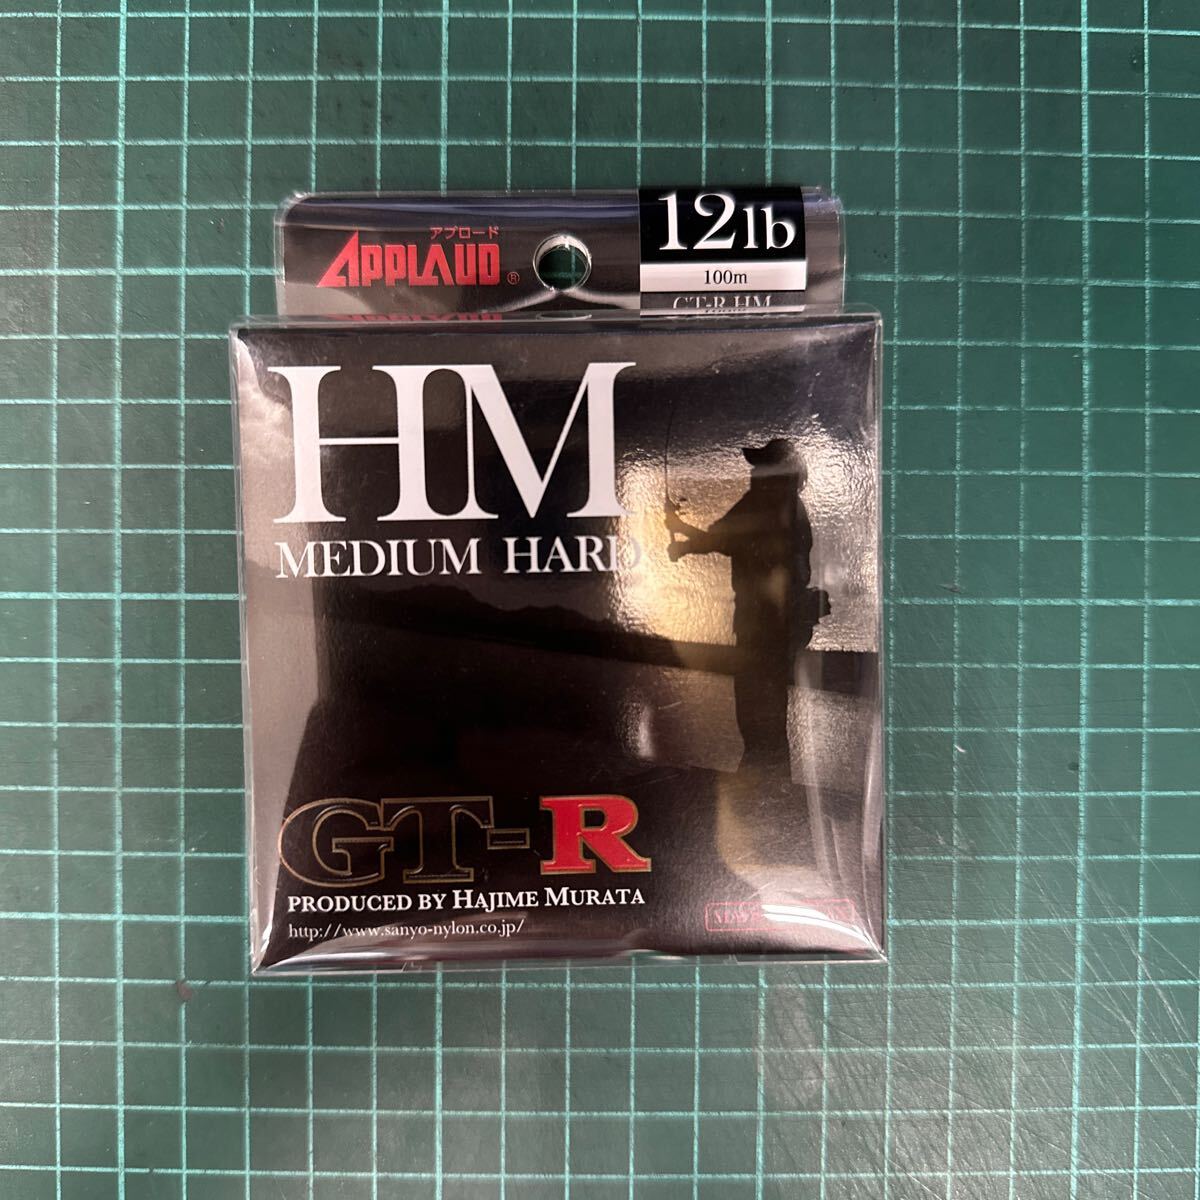 アプロード
APPLAUD®
12lb
100m
GT-R HM
HM
MEDIUM HARD
GT-R
PRODUCED BY HAJIME MURATA
http://www.sanyo-nylon.co.jp/